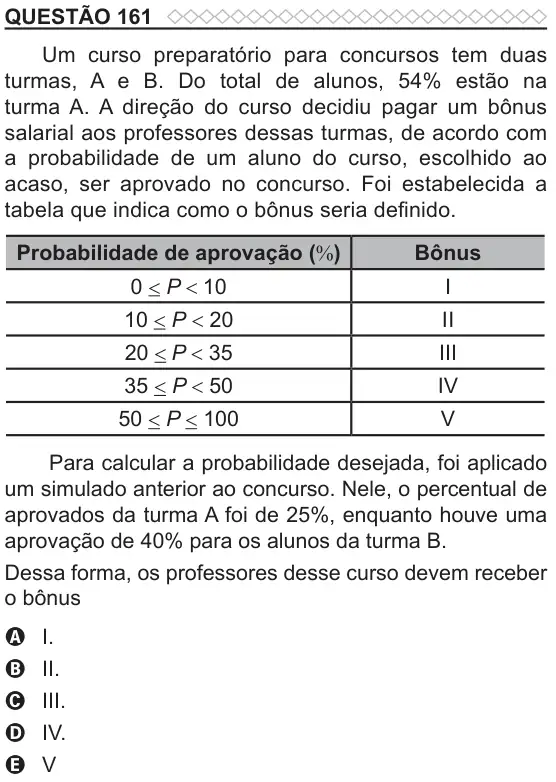 QUESTÃO 161
Um curso preparatório para concursos tem duas
turmas, A e B. Do total de alunos, 54% estão na
turma A. A direção do curso decidiu pagar um bônus
salarial aos professores dessas turmas, de acordo com
a probabilidade de um aluno do curso, escolhido ao
acaso, ser aprovado no concurso. Foi estabelecida a
tabela que indica como o bônus seria definido.
Probabilidade de aprovação (%) Bônus
0 ≤ P < 10 I
10 ≤ P < 20 II
20 ≤ P < 35 III
35 ≤ P < 50 IV
50 ≤ P ≤ 100 V
Para calcular a probabilidade desejada, foi aplicado
um simulado anterior ao concurso. Nele, o percentual de
aprovados da turma A foi de 25%, enquanto houve uma
aprovação de 40% para os alunos da turma B.
Dessa forma, os professores desse curso devem receber
o bônus
A I.
B II.
C III.
D IV.
E V